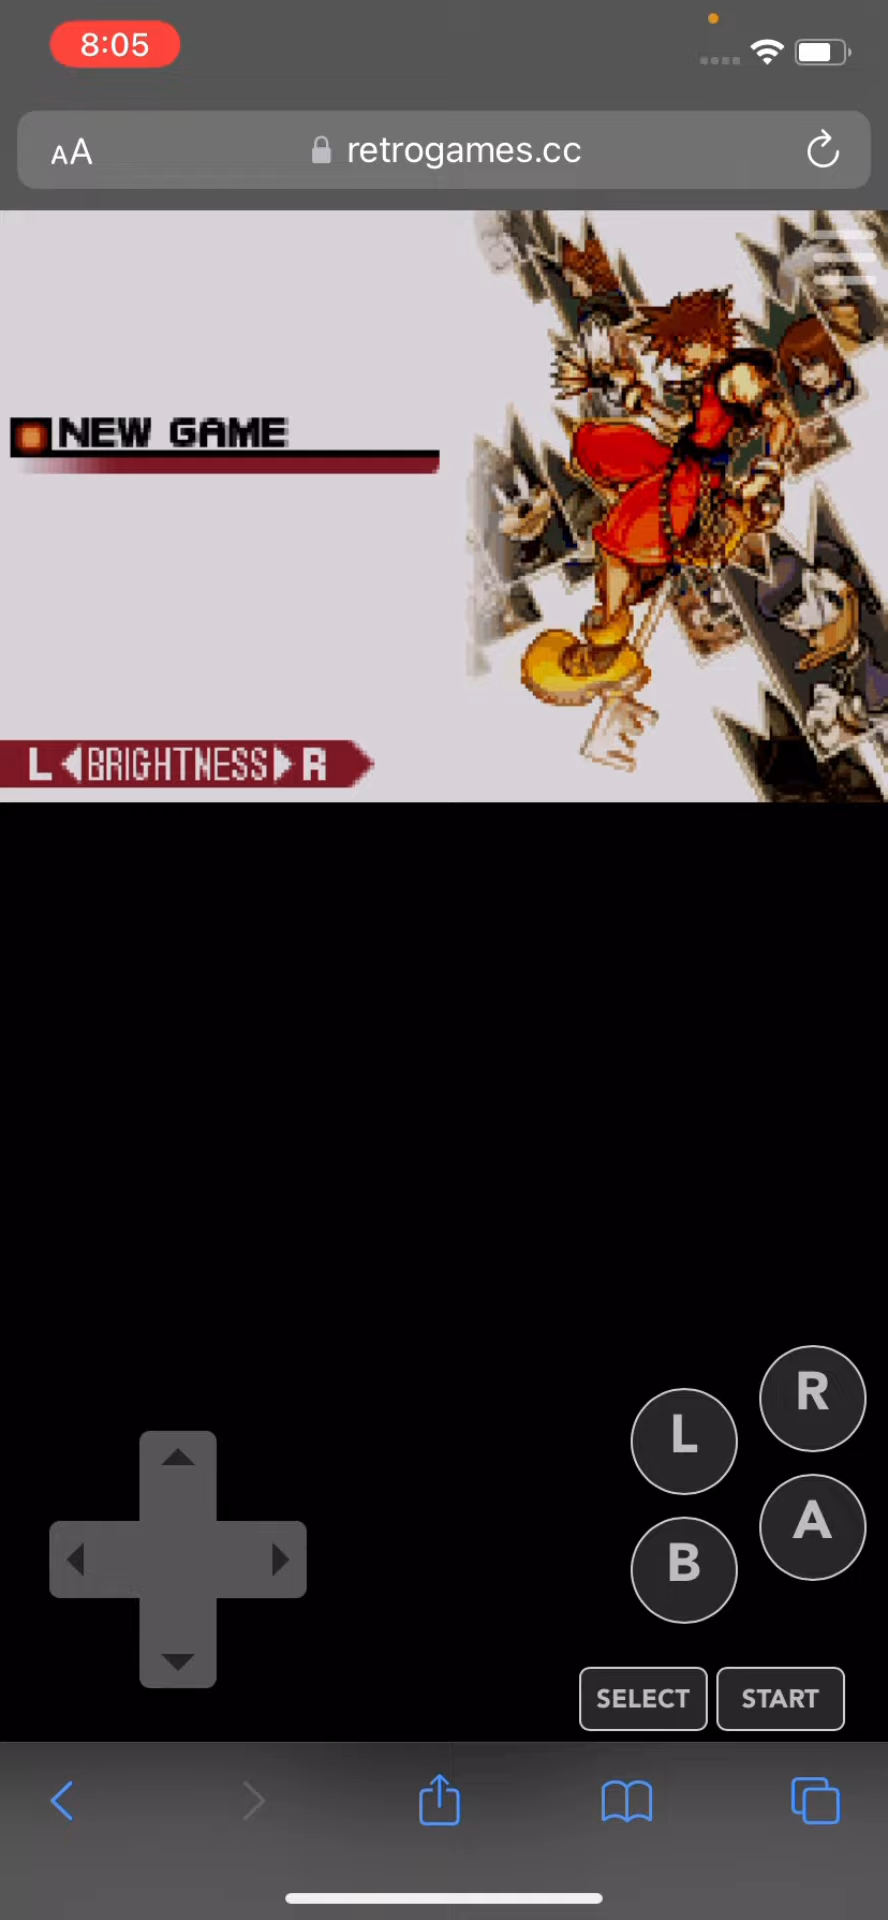 8:05
AA retrogames.cc
NEW GAME
L BRIGHTNESS R
R
L
A
B
SELECT START